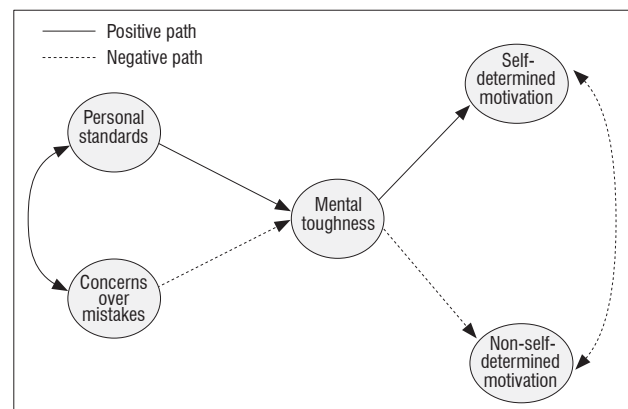 Positive path
Negative path
Self-
determined
motivation
Personal
standards
Mental
toughness
Concerns
over
mistakes
Non-self-
determined
motivation